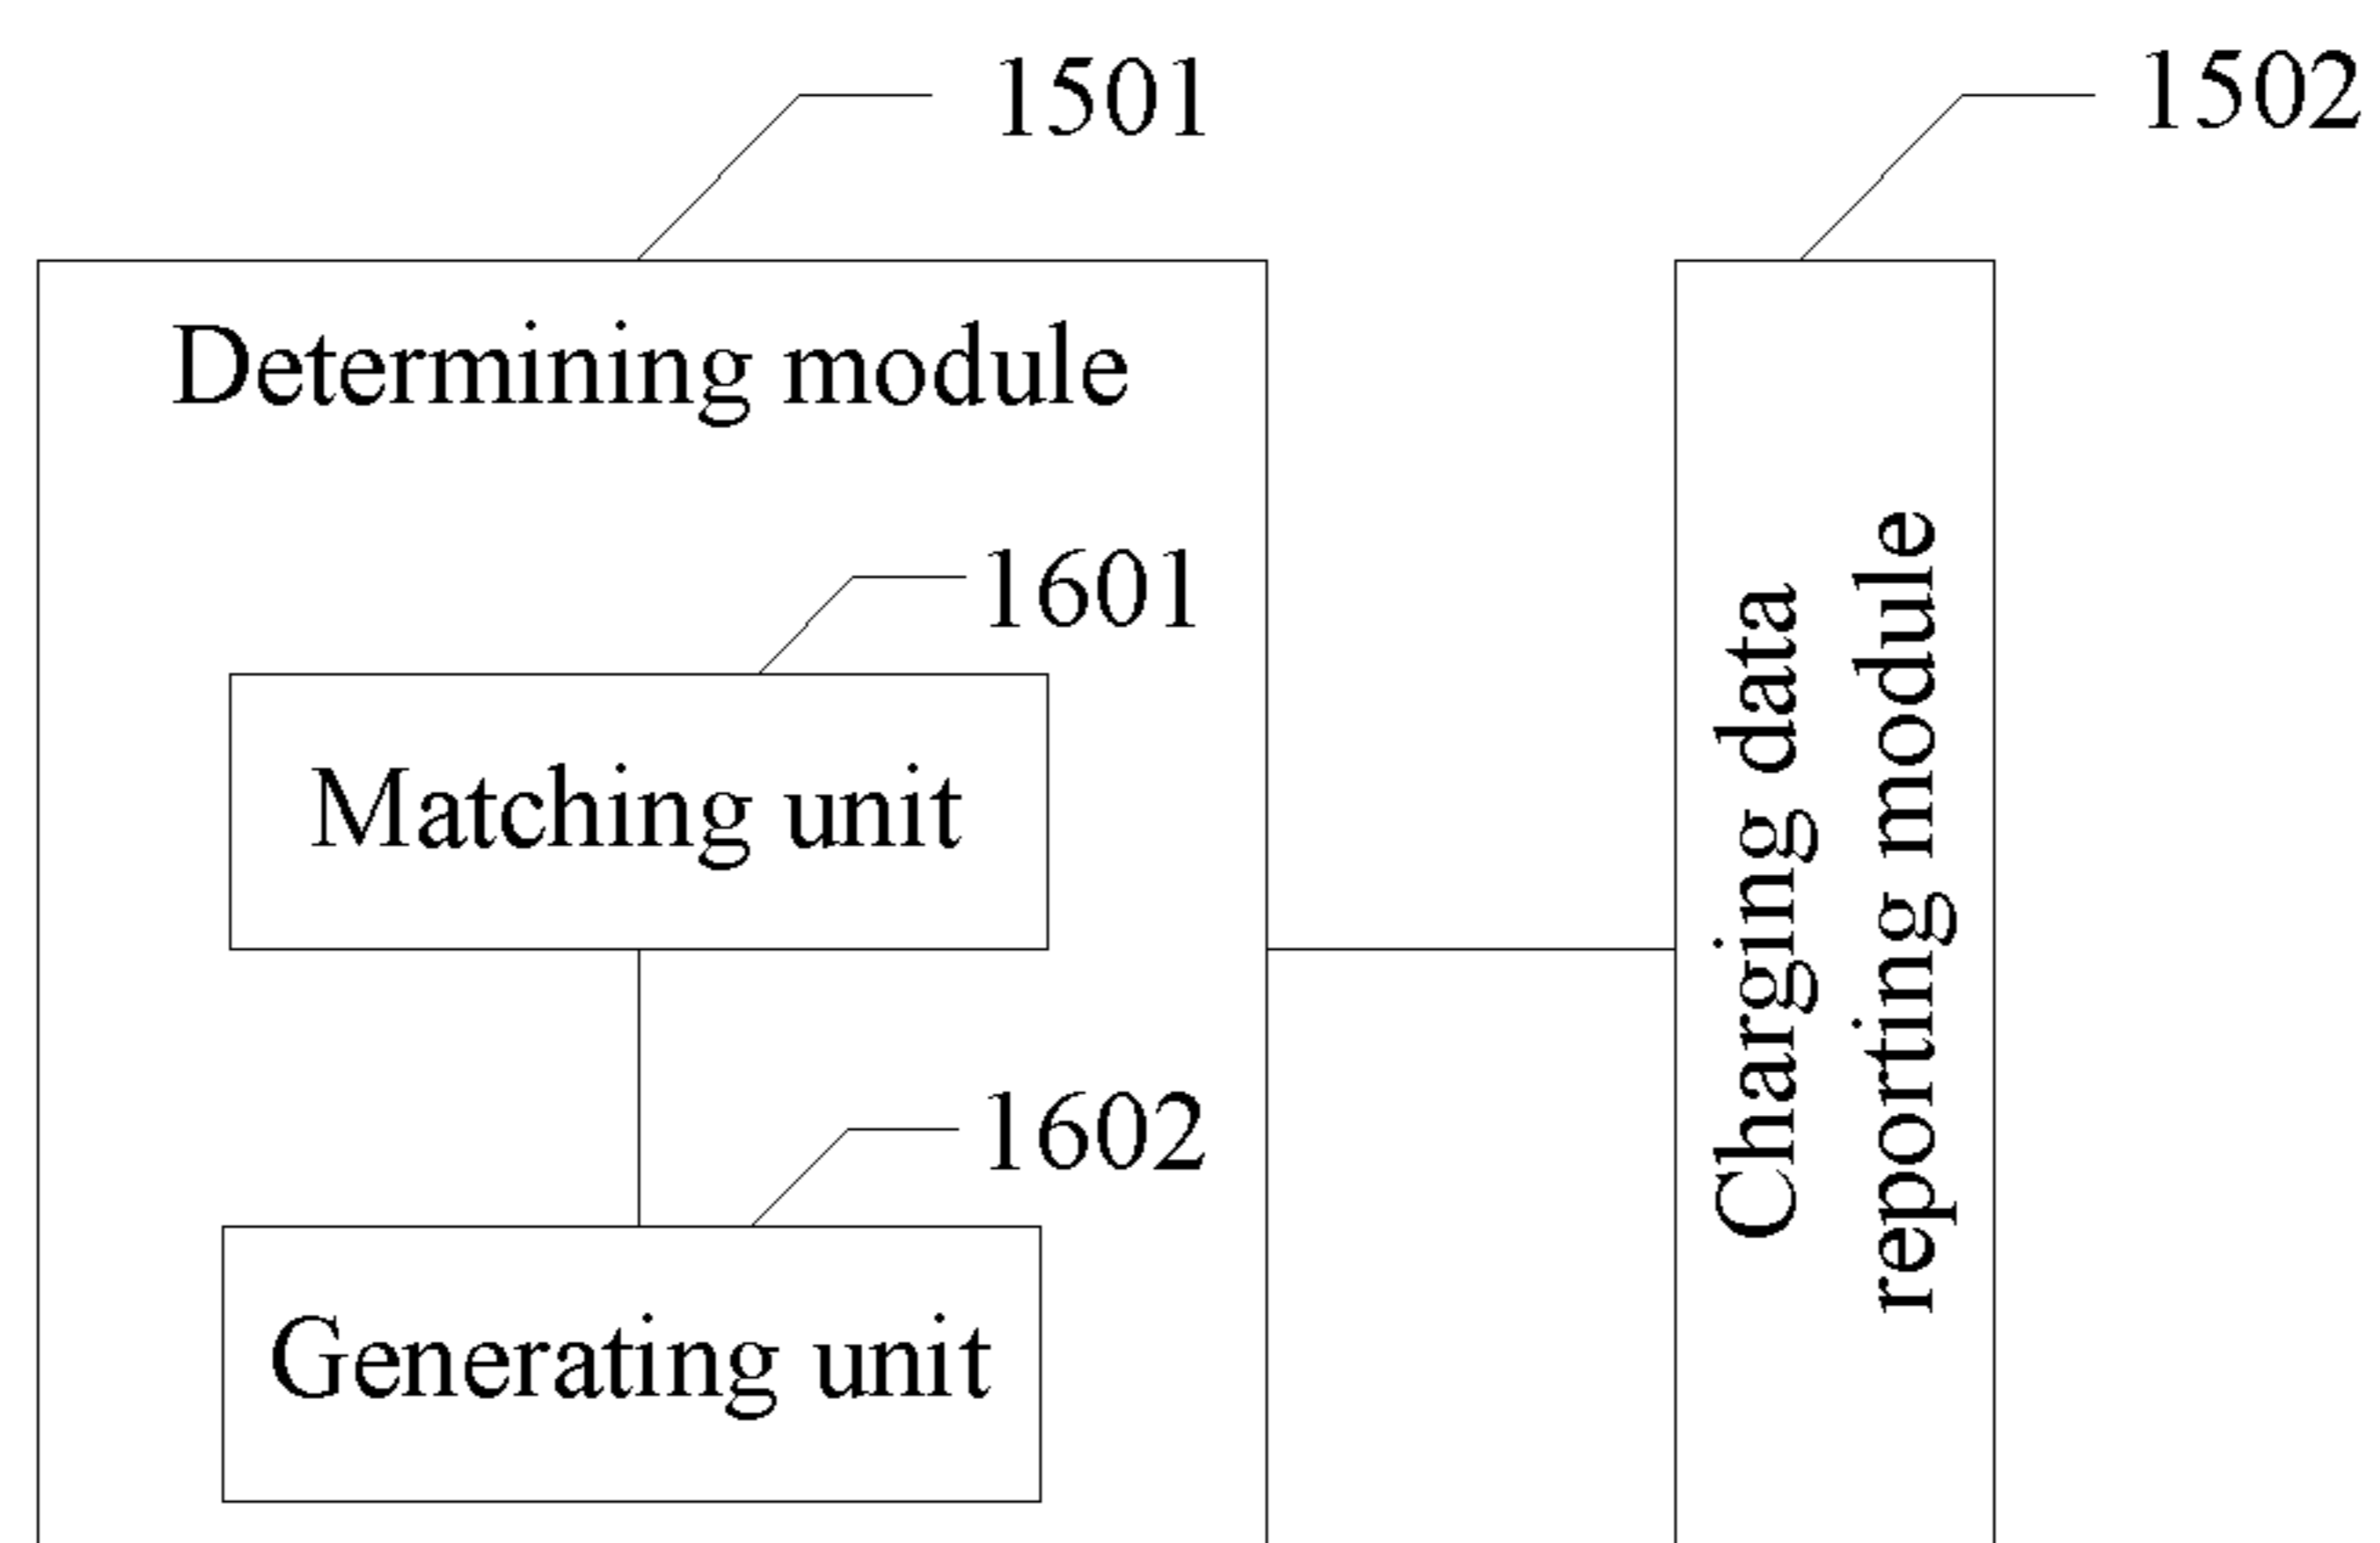 1501
1502
Determining module
1601
Matching unit
1602
Generating unit
Charging data
reporting module